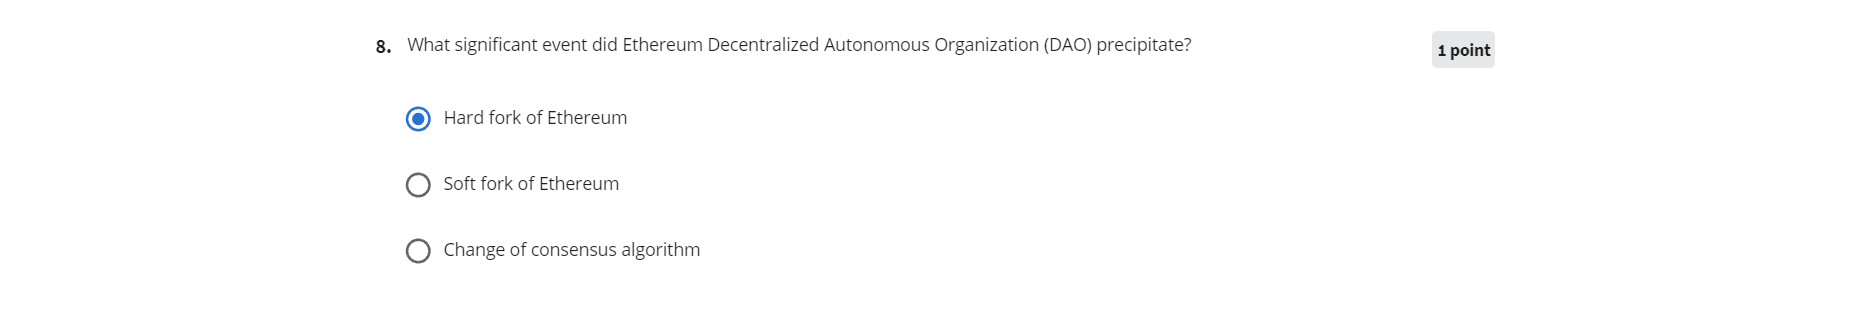 8. What significant event did Ethereum Decentralized Autonomous Organization (DAO) precipitate?
1 point
Hard fork of Ethereum
Soft fork of Ethereum
Change of consensus algorithm